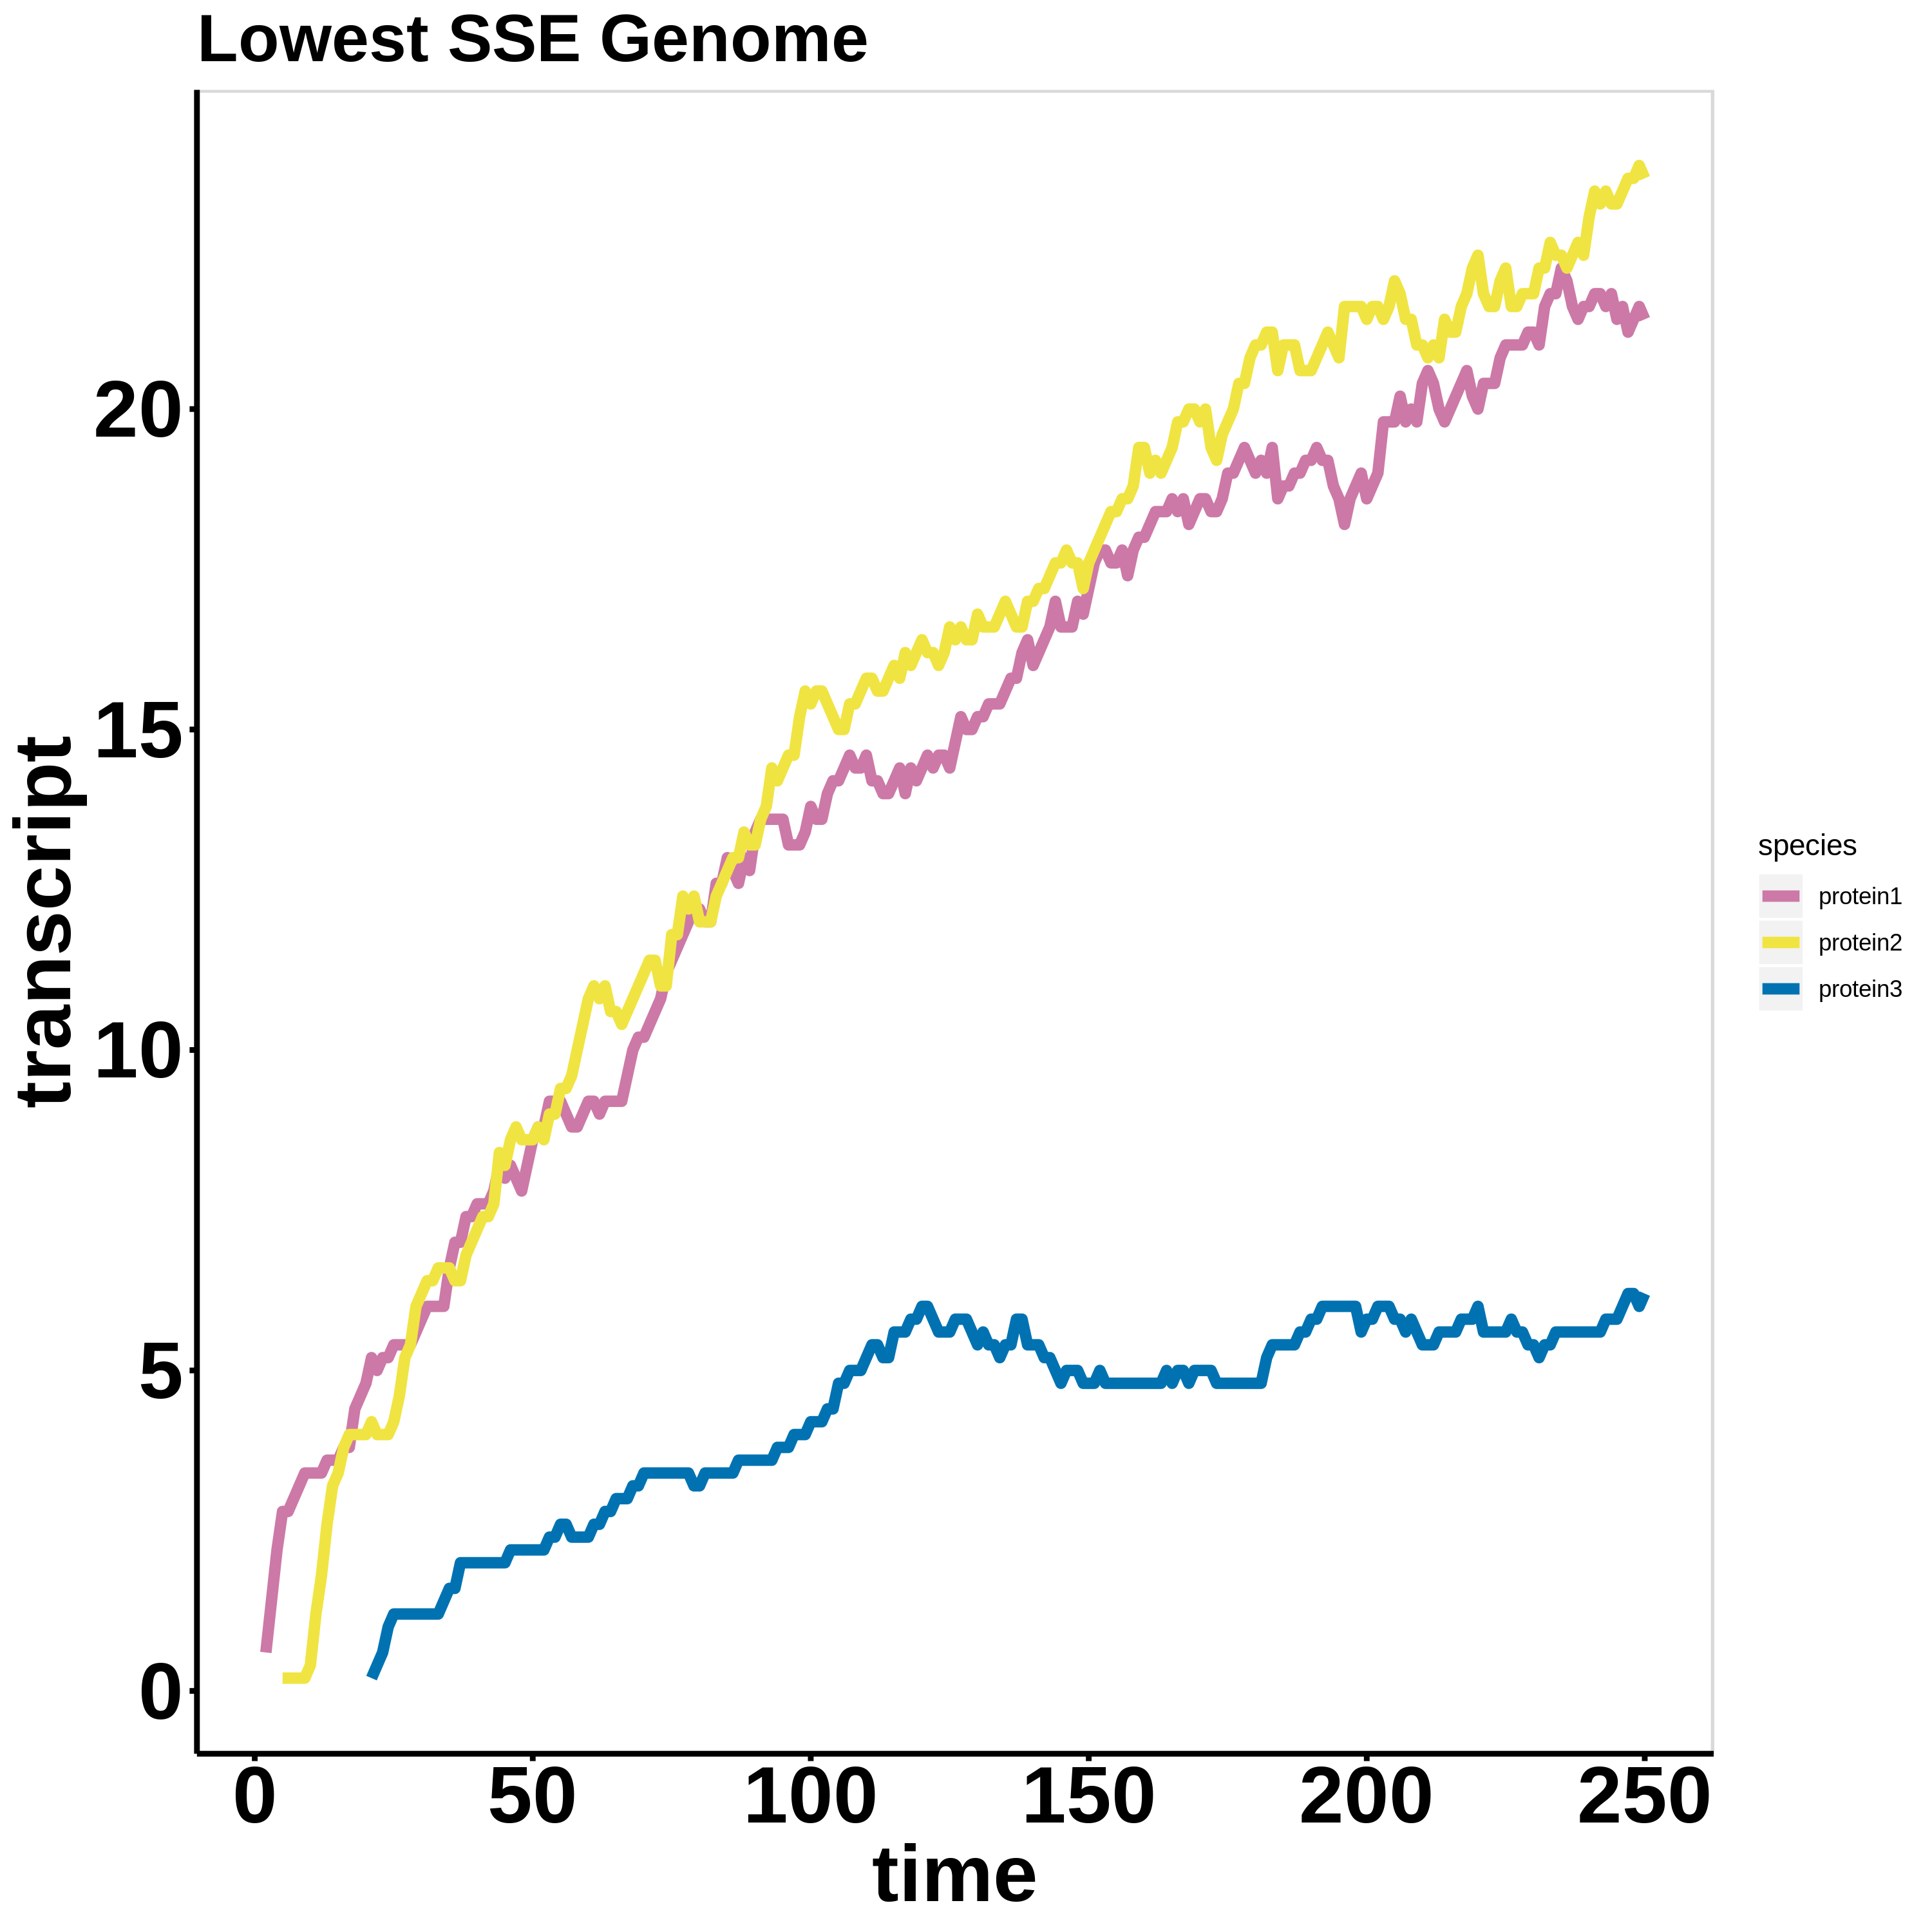 Lowest SSE Genome
transcript
20
15
10
5
0
0 50 100 150 200 250
time
species
protein1
protein2
protein3